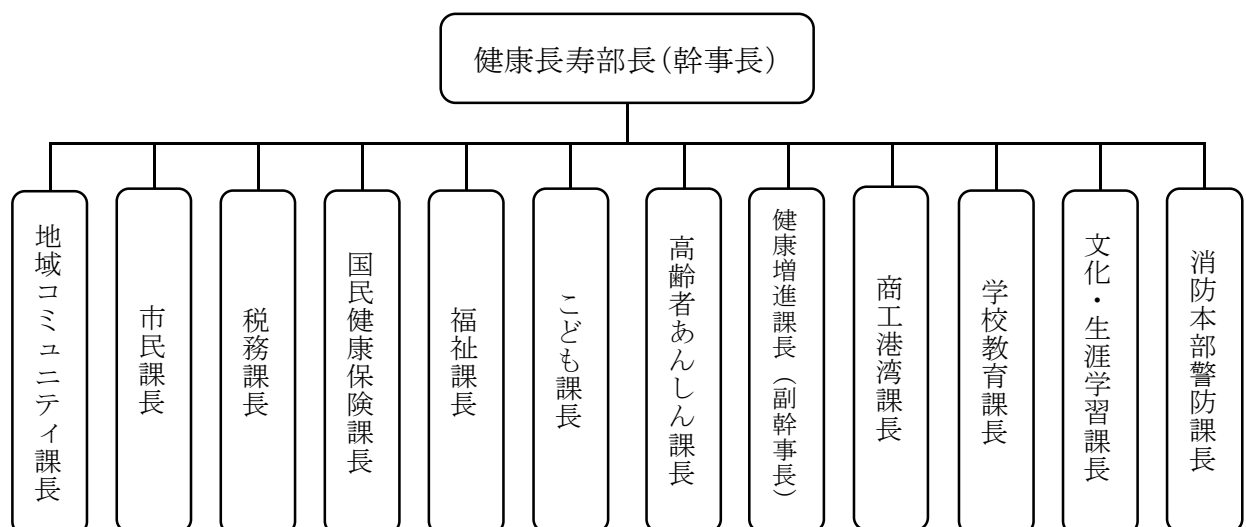 健康長寿部長（幹事長）
地域コミュニティ課長
市民課長
税務課長
国民健康保険課長
福祉課長
こども課長
高齢者あんしん課長
健康増進課長（副幹事長）
商工港湾課長
学校教育課長
文化・生涯学習課長
消防本部警防課長